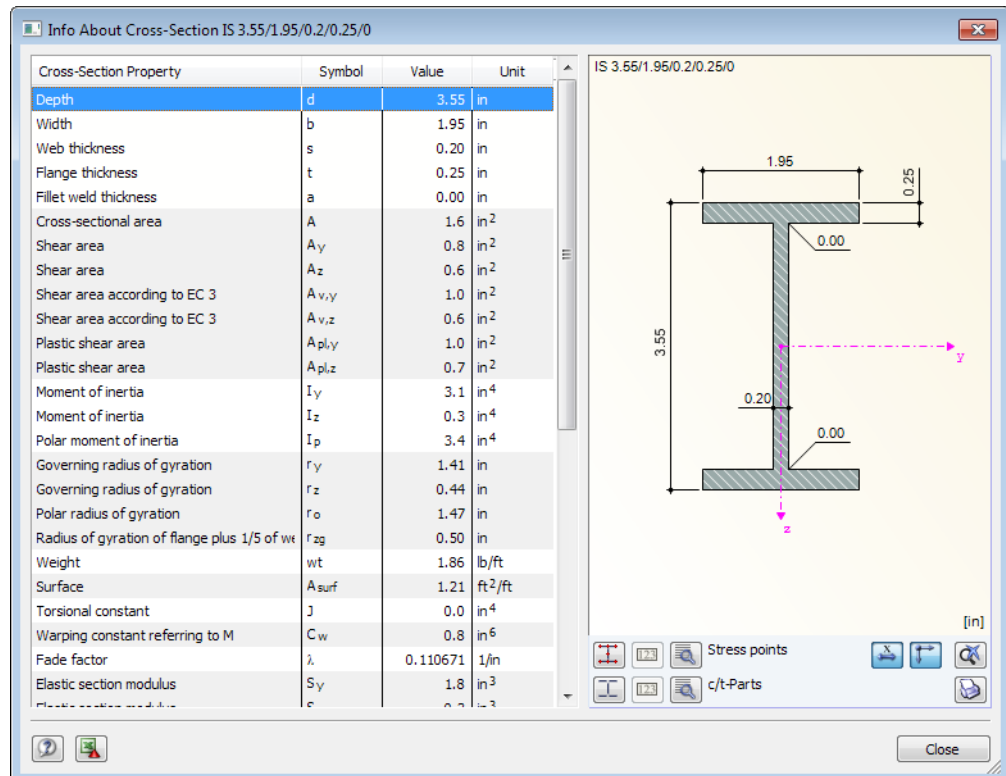 Info About Cross-Section IS 3.55/1.95/0.2/0.25/0
Cross-Section Property Symbol Value Unit
Depth d 3.55 in
Width b 1.95 in
Web thickness s 0.20 in
Flange thickness t 0.25 in
Fillet weld thickness a 0.00 in
Cross-sectional area A 1.6 in2
Shear area Ay 0.8 in2
Shear area Az 0.6 in2
Shear area according to EC 3 Av,y 1.0 in2
Shear area according to EC 3 Av,z 0.6 in2
Plastic shear area Apl,y 1.0 in2
Plastic shear area Apl,z 0.7 in2
Moment of inertia Iy 3.1 in4
Moment of inertia Iz 0.3 in4
Polar moment of inertia Ip 3.4 in4
Governing radius of gyration ry 1.41 in
Governing radius of gyration rz 0.44 in
Polar radius of gyration ro 1.47 in
Radius of gyration of flange plus 1/5 of we rzg 0.50 in
Weight wt 1.86 lb/ft
Surface Asurf 1.21 ft2/ft
Torsional constant J 0.0 in4
Warping constant referring to M Cw 0.8 in6
Fade factor λ 0.110671 1/in
Elastic section modulus Sy 1.8 in3
IS 3.55/1.95/0.2/0.25/0
1.95
0.25
0.00
3.55
y
0.20
0.00
z
[in]
123 Stress points
123 c/t-Parts
Close